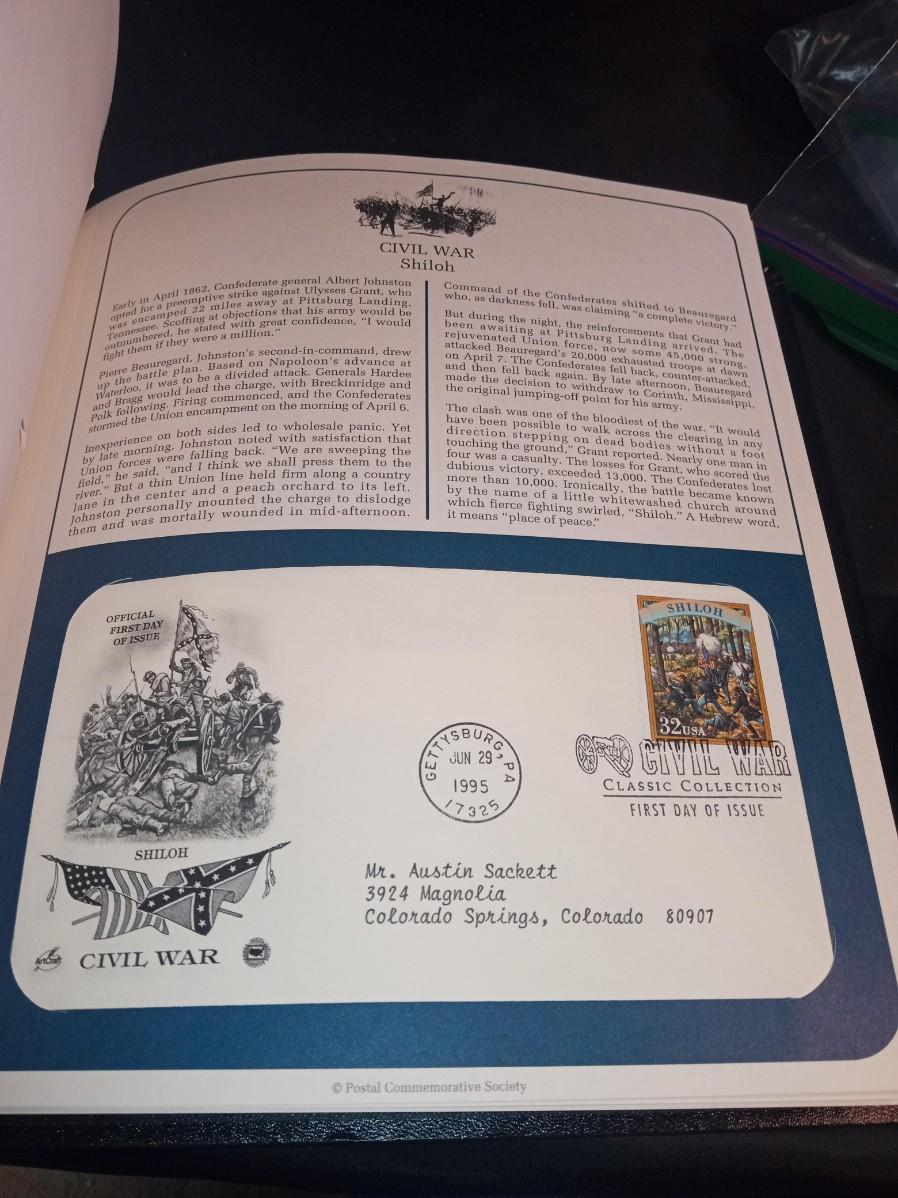 CIVIL WAR
Shiloh
Early in April 1862, Confederate general Albert Johnston
opted for a preemptive strike against Ulysses Grant, who
was encamped 22 miles away at Pittsburg Landing,
Tennessee. Scoffing at objections that his army would be
outnumbered, he stated with great confidence, "I would
fight them if they were a million."
Pierre Beauregard, Johnston's second-in-command, drew
up the battle plan. Based on Napoleon's advance at
Waterloo, it was to be a divided attack. Generals Hardee
and Bragg would lead the charge, with Breckinridge and
Polk following. Firing commenced, and the Confederates
stormed the Union encampment on the morning of April 6.
Inexperience on both sides led to wholesale panic. Yet
by late morning, Johnston noted with satisfaction that
Union forces were falling back. "We are sweeping the
field," he said, "and I think we shall press them to the
river." But a thin Union line held firm along a country
lane in the center and a peach orchard to its left.
Johnston personally mounted the charge to dislodge
them and was mortally wounded in mid-afternoon.
Command of the Confederates shifted to Beauregard
who, as darkness fell, was claiming "a complete victory."
But during the night, the reinforcements that Grant had
been awaiting at Pittsburg Landing arrived. The
rejuvenated Union force, now some 45,000 strong,
attacked Beauregard's 20,000 exhausted troops at dawn
on April 7. The Confederates fell back, counter-attacked,
and then fell back again. By late afternoon, Beauregard
made the decision to withdraw to Corinth, Mississippi,
the original jumping-off point for his army.
The clash was one of the bloodiest of the war. "It would
have been possible to walk across the clearing in any
direction stepping on dead bodies without a foot
touching the ground," Grant reported. Nearly one man in
four was a casualty. The losses for Grant, who scored the
dubious victory, exceeded 13,000. The Confederates lost
more than 10,000. Ironically, the battle became known
by the name of a little whitewashed church around
which fierce fighting swirled, "Shiloh." A Hebrew word,
it means "place of peace."
OFFICIAL
FIRST DAY
OF ISSUE
SHILOH
32USA
GETTYSBURG, PA
JUN 29
1995
17325
CIVIL WAR
CLASSIC COLLECTION
FIRST DAY OF ISSUE
SHILOH
Mr. Austin Sackett
3924 Magnolia
Colorado Springs, Colorado 80907
ArtCraft
CIVIL WAR
© Postal Commemorative Society